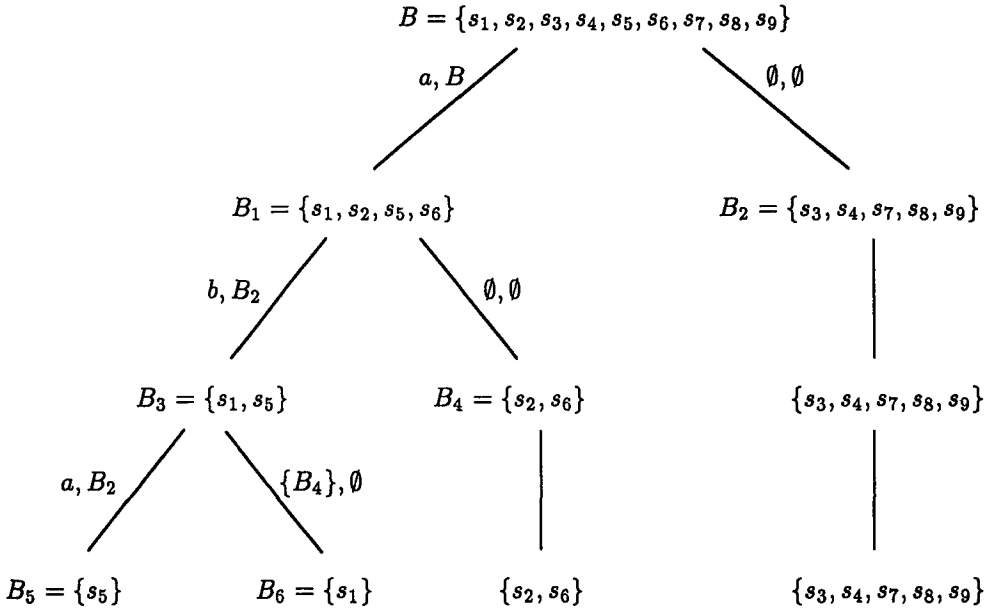 B = {s₁, s₂, s₃, s₄, s₅, s₆, s₇, s₈, s₉}
a, B
∅, ∅
B₁ = {s₁, s₂, s₅, s₆}
B₂ = {s₃, s₄, s₇, s₈, s₉}
b, B₂
∅, ∅
B₃ = {s₁, s₅}
B₄ = {s₂, s₆}
{s₃, s₄, s₇, s₈, s₉}
a, B₂
{B₄}, ∅
B₅ = {s₅}
B₆ = {s₁}
{s₂, s₆}
{s₃, s₄, s₇, s₈, s₉}